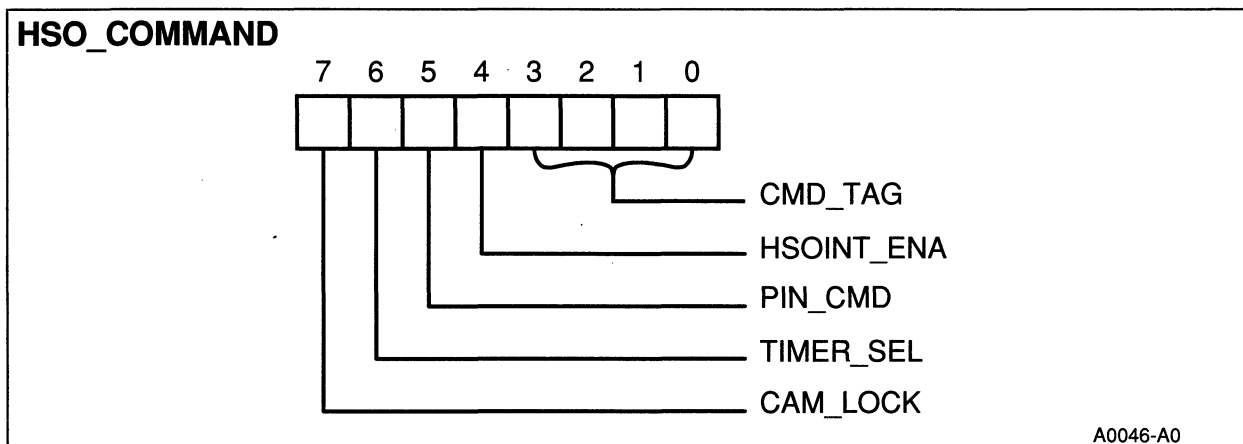 HSO_COMMAND
7 6 5 4 3 2 1 0
CMD_TAG
HSOINT_ENA
PIN_CMD
TIMER_SEL
CAM_LOCK
A0046-A0